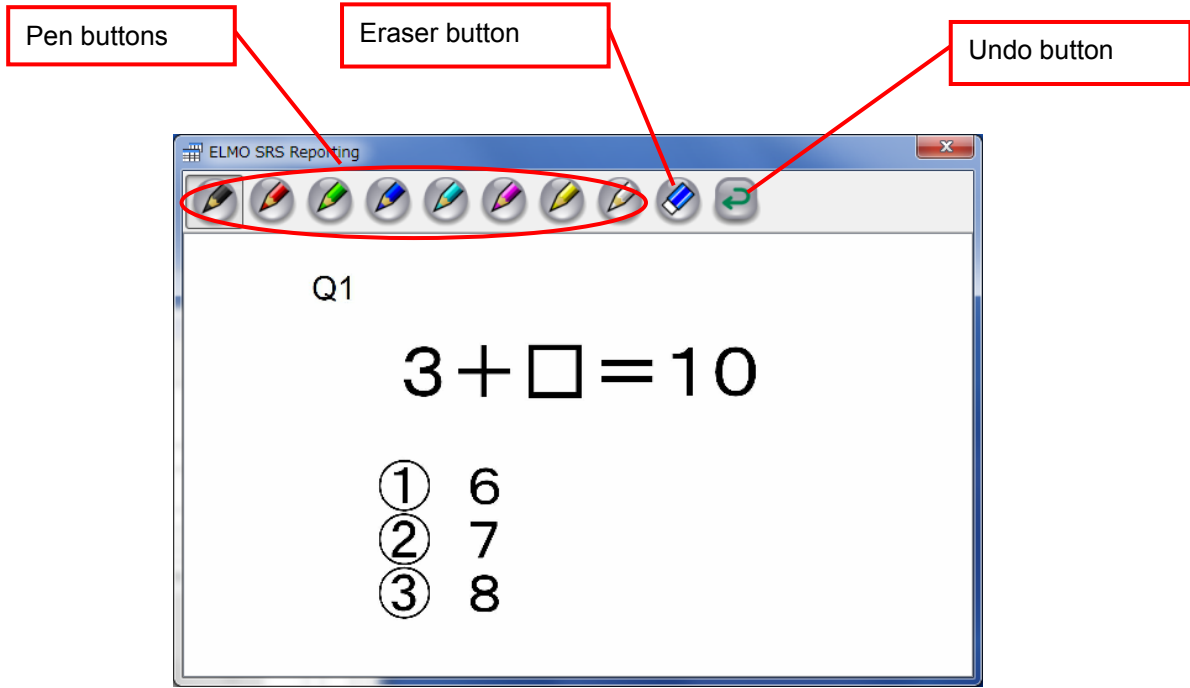 Pen buttons
Eraser button
Undo button
ELMO SRS Reporting
Q1
3+□=10
① 6
② 7
③ 8